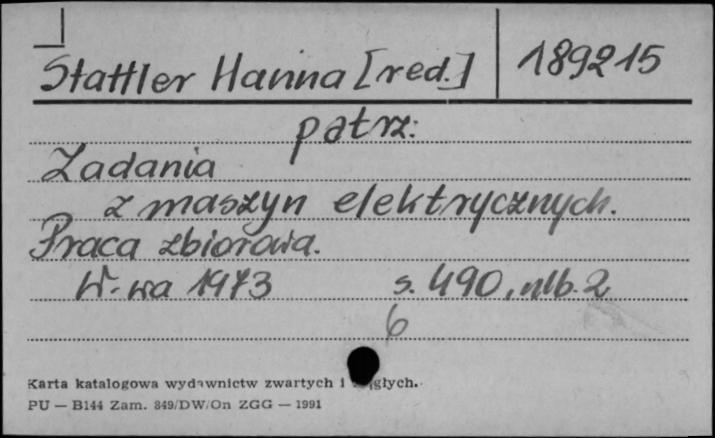 Stattler Hanna [red.] 189215
patrz:
Zadania
z maszyn elektrycznych.
Praca zbiorowa.
W-wa 1973 s. 490, nlb. 2
6
Karta katalogowa wydawnictw zwartych i
PU — B144 Zam. 849/DW/On ZGG — 1991